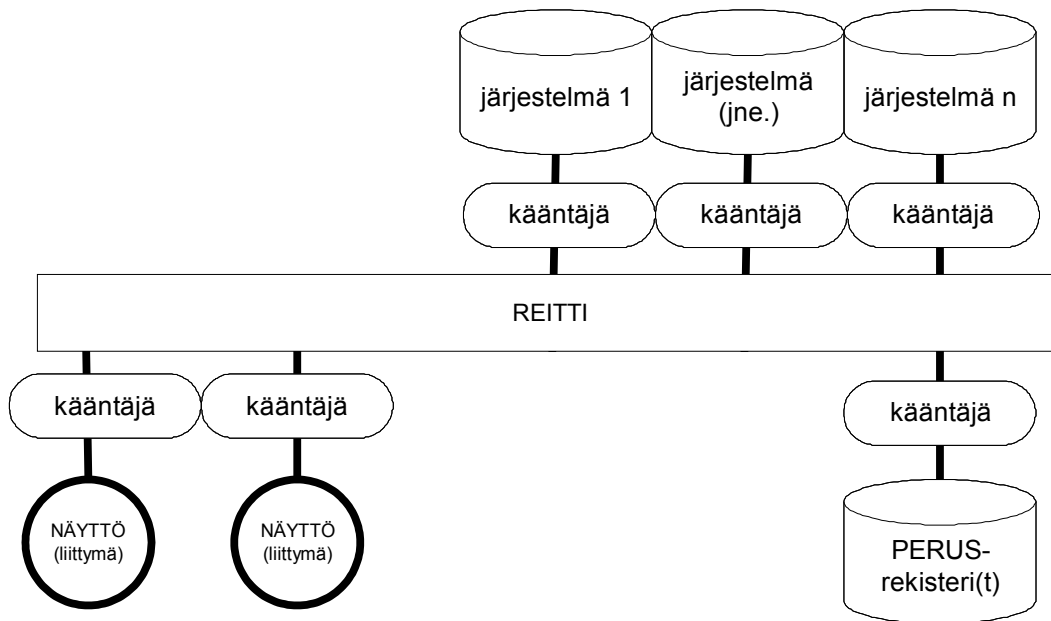 järjestelmä 1
järjestelmä
(jne.)
järjestelmä n
kääntäjä
kääntäjä
kääntäjä
REITTI
kääntäjä
kääntäjä
kääntäjä
NÄYTTÖ
(liittymä)
NÄYTTÖ
(liittymä)
PERUS-
rekisteri(t)